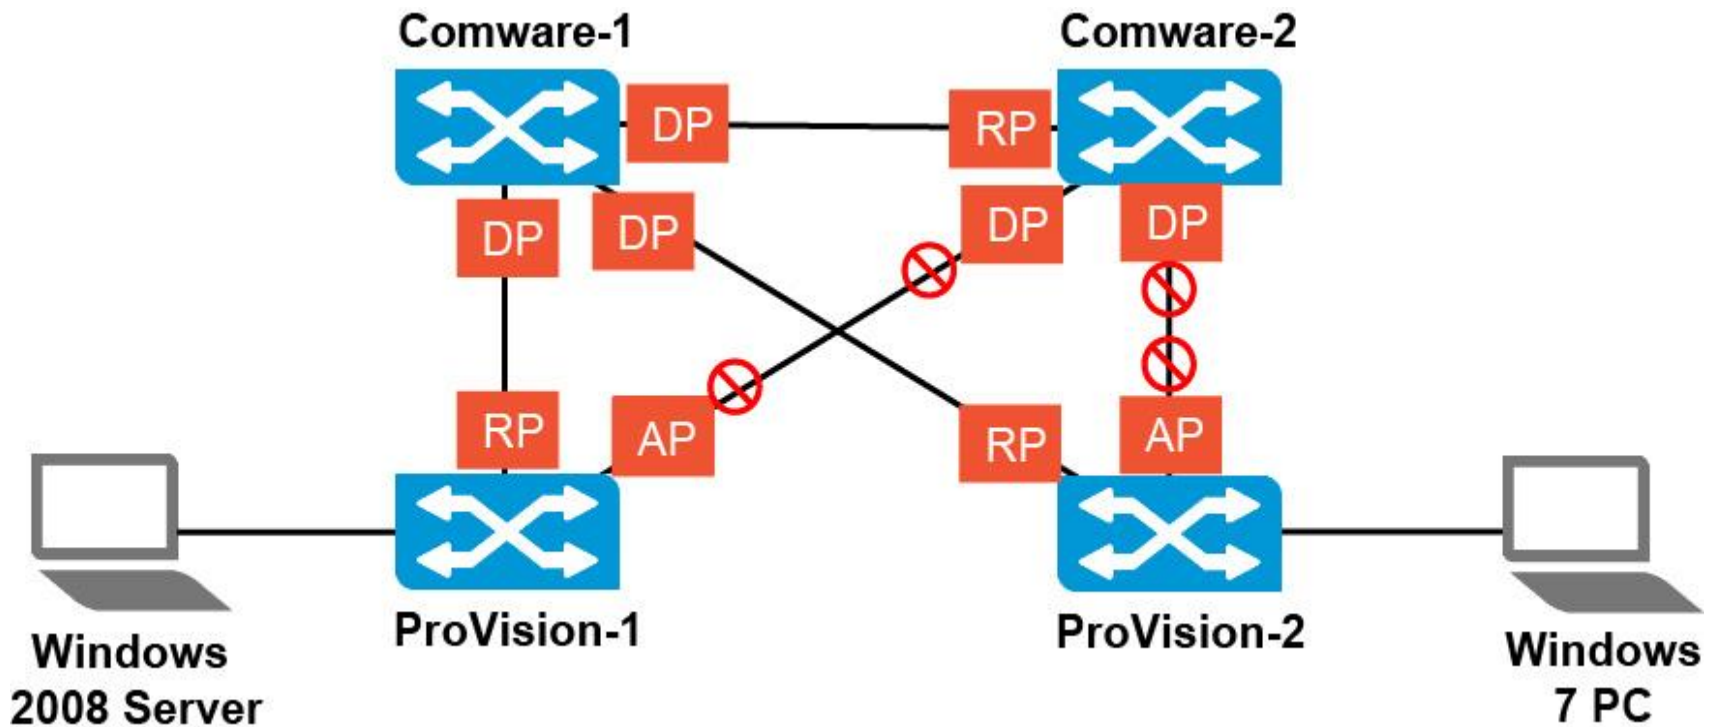 Comware-1
Comware-2
DP
RP
DP
DP
DP
DP
RP
AP
RP
AP
ProVision-1
ProVision-2
Windows
2008 Server
Windows
7 PC